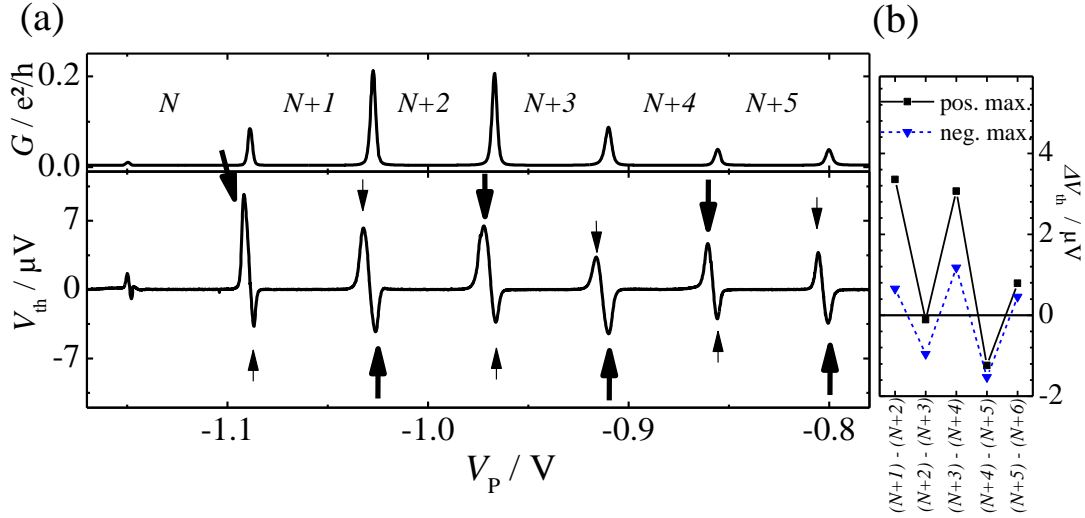 (a)
(b)
G / e²/h
0.2
0.0
N
N+1
N+2
N+3
N+4
N+5
V_th / µV
7
0
-7
-1.1
-1.0
-0.9
-0.8
V_P / V
pos. max.
neg. max.
4
2
0
-2
ΔV_th / µV
(N+1) - (N+2)
(N+2) - (N+3)
(N+3) - (N+4)
(N+4) - (N+5)
(N+5) - (N+6)